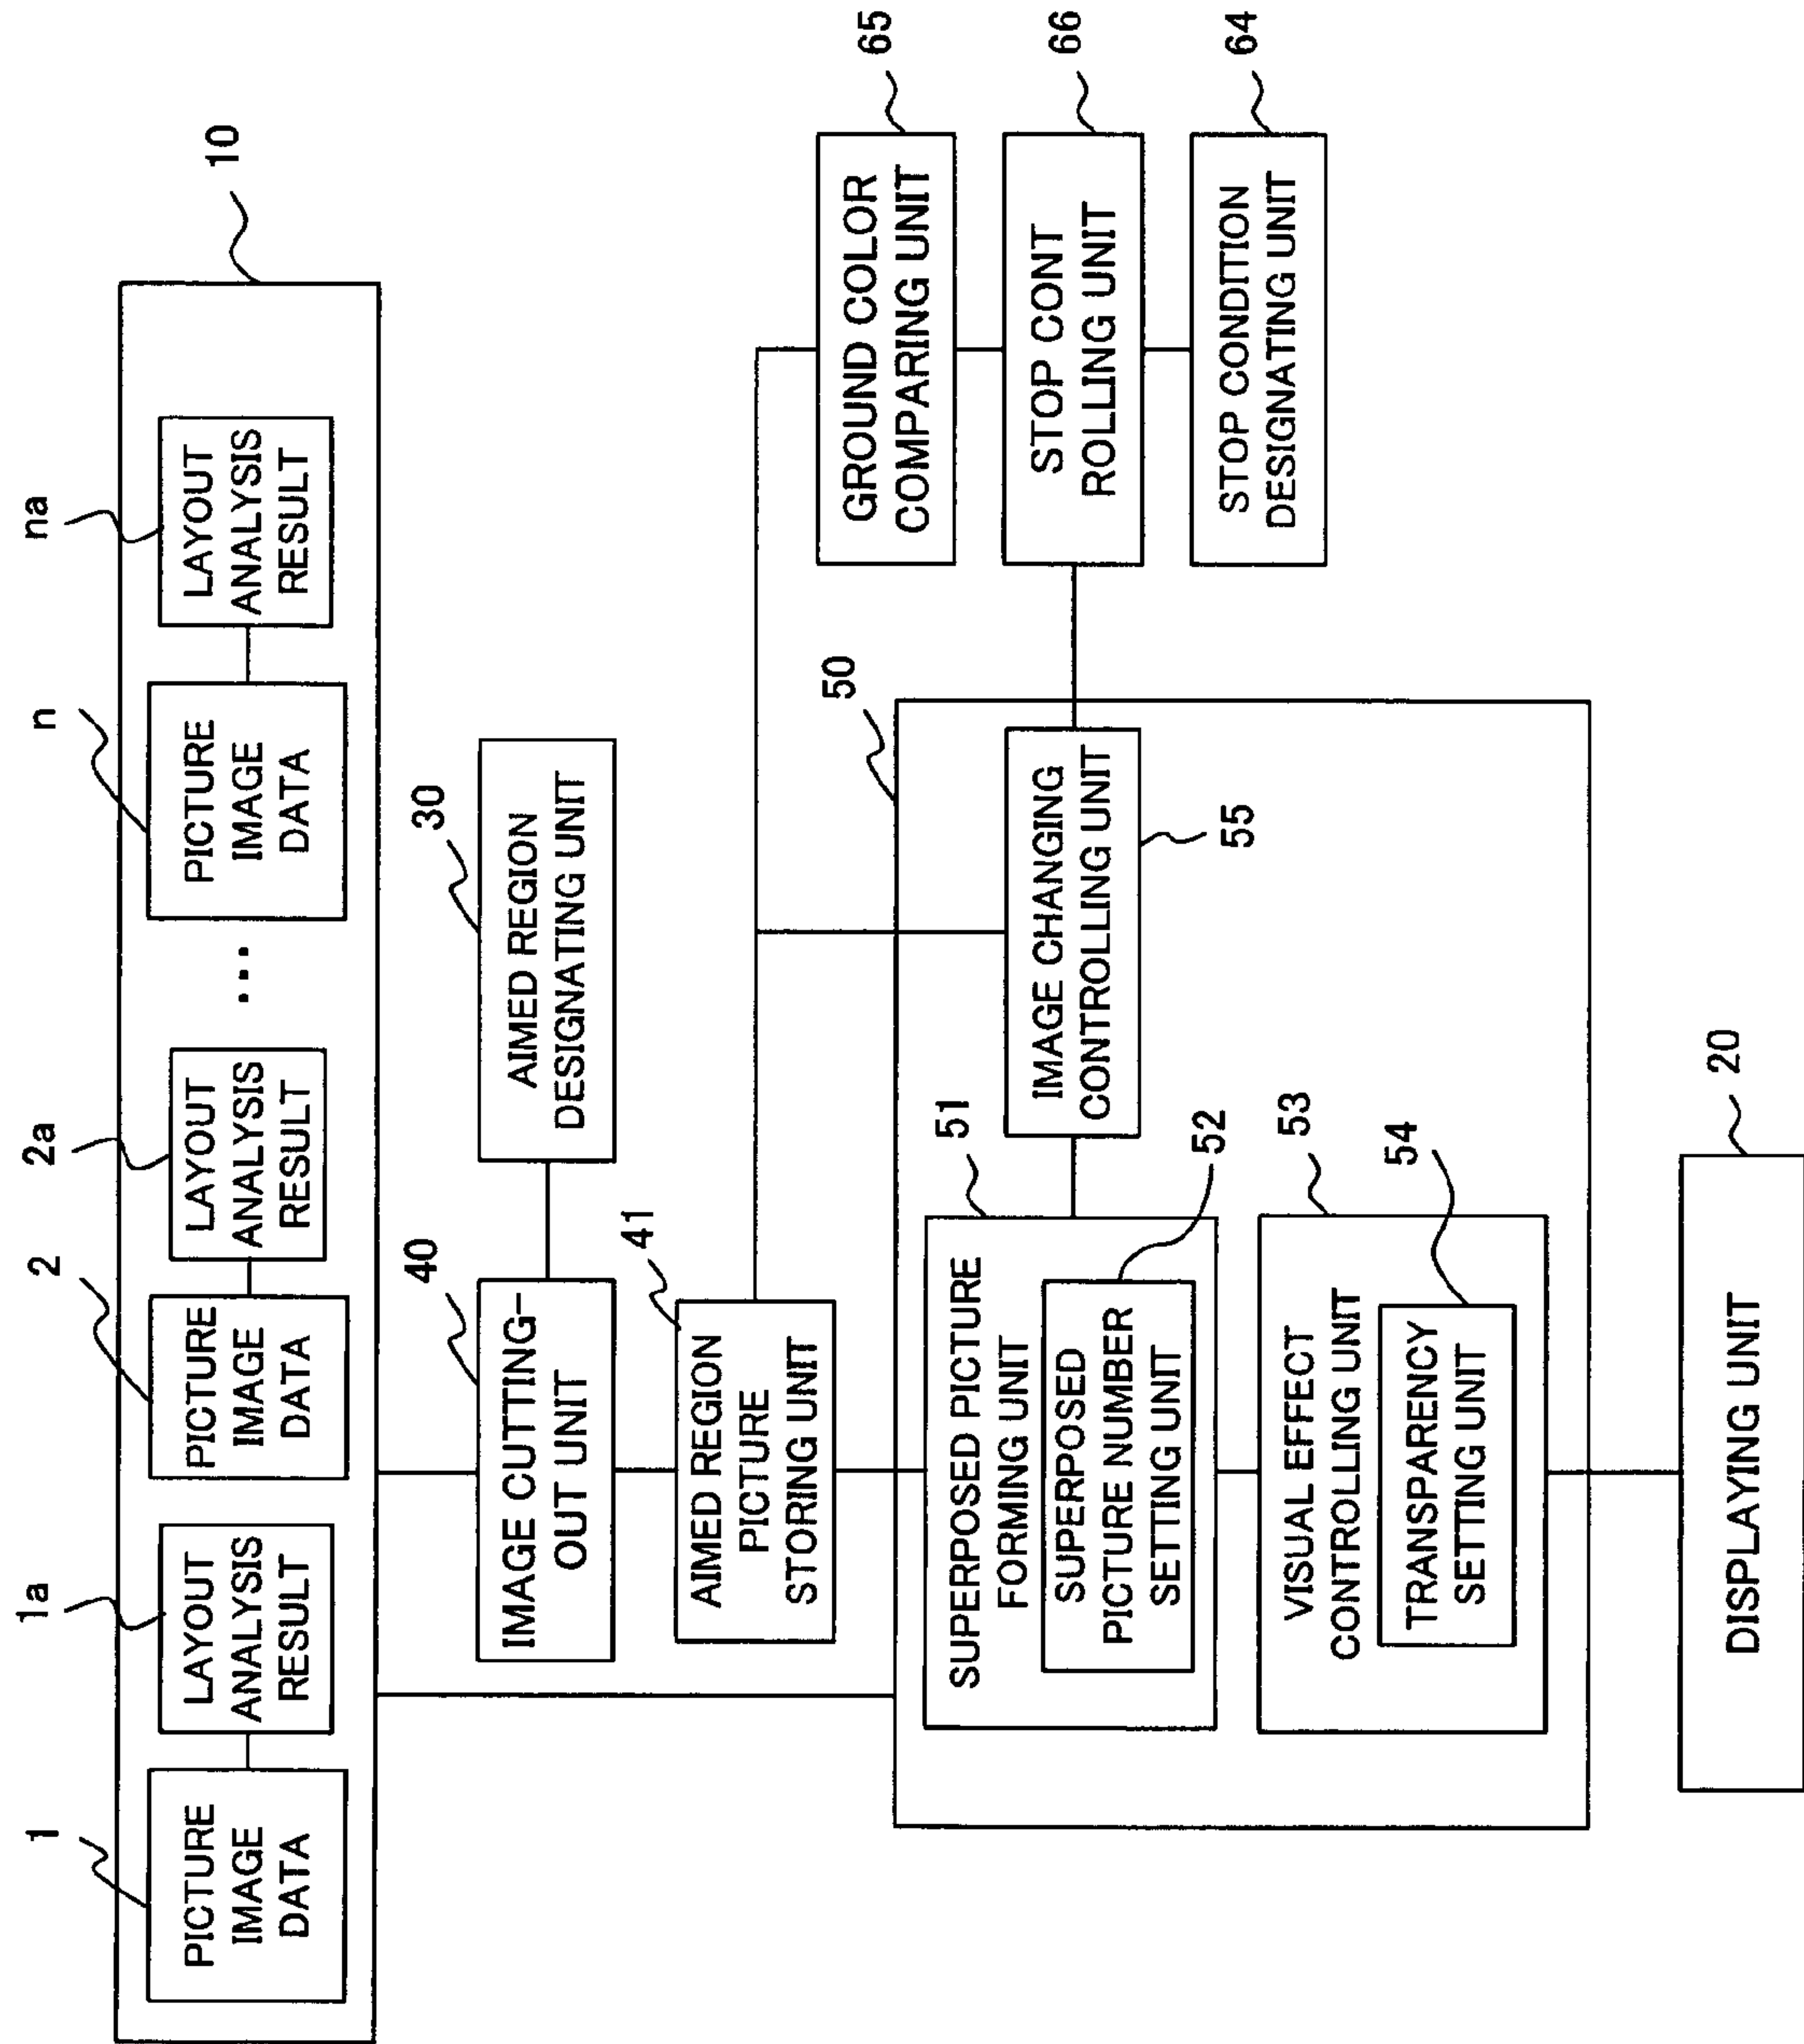 10
1
1a
2
2a
n
na
PICTURE
IMAGE
DATA
LAYOUT
ANALYSIS
RESULT
PICTURE
IMAGE
DATA
LAYOUT
ANALYSIS
RESULT
...
PICTURE
IMAGE
DATA
LAYOUT
ANALYSIS
RESULT
40
IMAGE CUTTING-
OUT UNIT
30
AIMED REGION
DESIGNATING UNIT
41
AIMED REGION
PICTURE
STORING UNIT
65
GROUND COLOR
COMPARING UNIT
50
51
SUPERPOSED PICTURE
FORMING UNIT
52
SUPERPOSED
PICTURE NUMBER
SETTING UNIT
IMAGE CHANGING
CONTROLLING UNIT
55
STOP CONT
ROLLING UNIT
66
STOP CONDITION
DESIGNATING UNIT
64
53
VISUAL EFFECT
CONTROLLING UNIT
54
TRANSPARENCY
SETTING UNIT
20
DISPLAYING UNIT